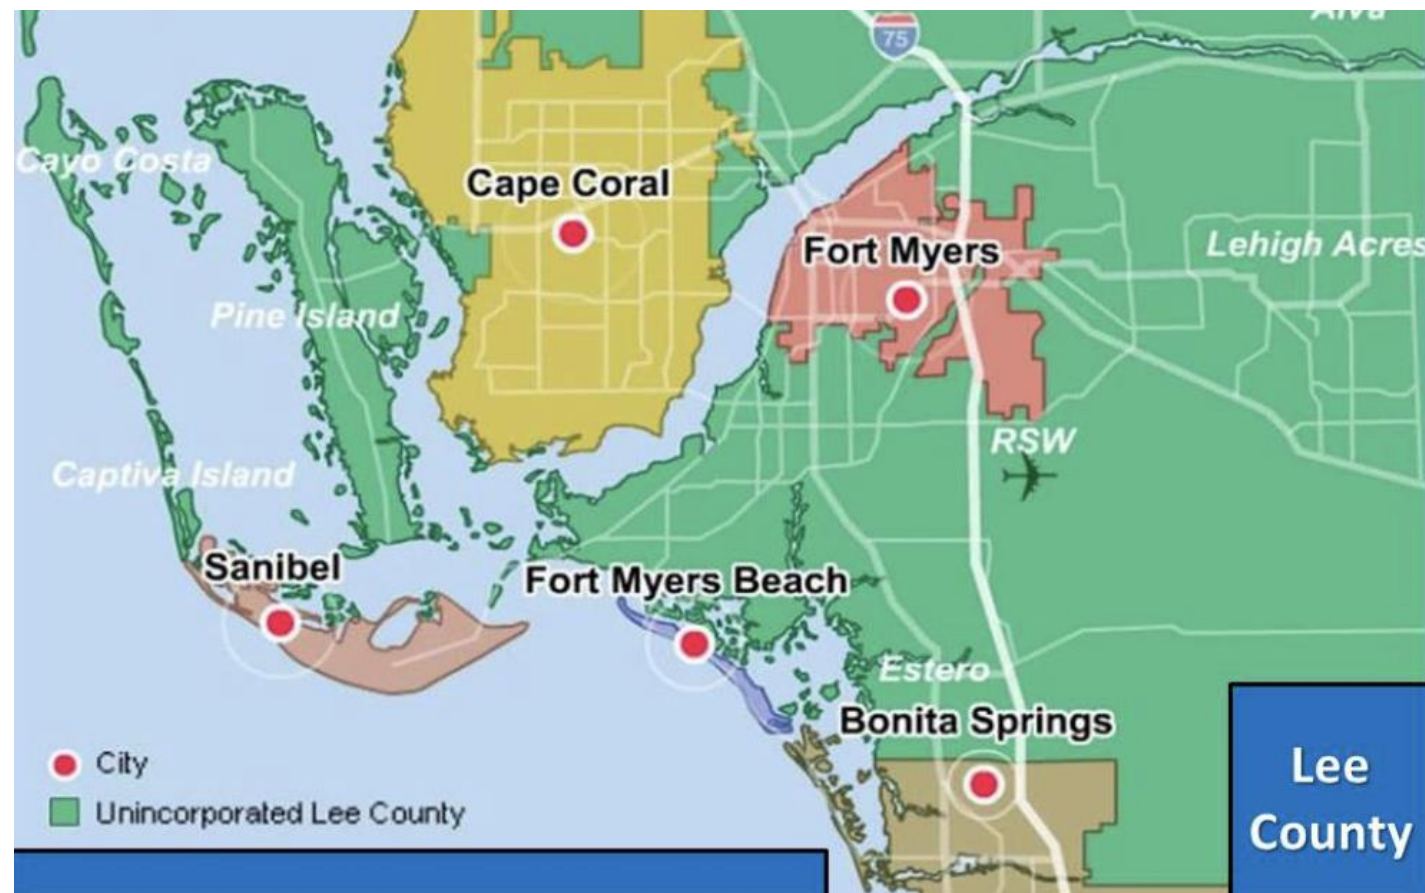 Alva
75
Cayo Costa
Cape Coral
Fort Myers
Lehigh Acres
Pine Island
RSW
Captiva Island
Sanibel
Fort Myers Beach
Estero
Bonita Springs
City
Unincorporated Lee County
Lee
County